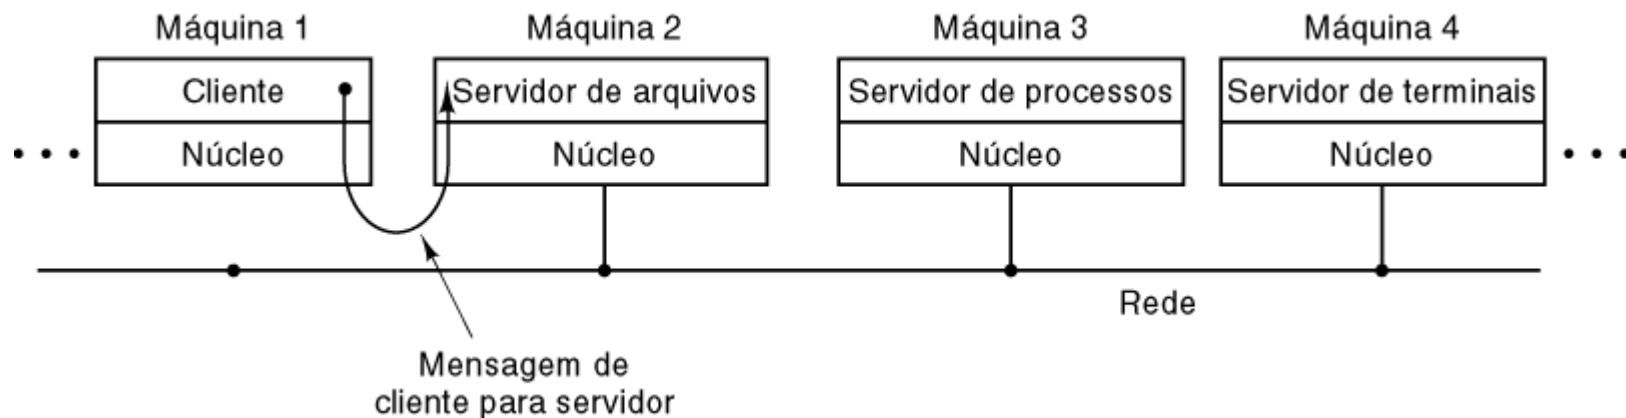 Máquina 1
Máquina 2
Máquina 3
Máquina 4
Cliente
Servidor de arquivos
Servidor de processos
Servidor de terminais
Núcleo
Núcleo
Núcleo
Núcleo
Rede
Mensagem de
cliente para servidor